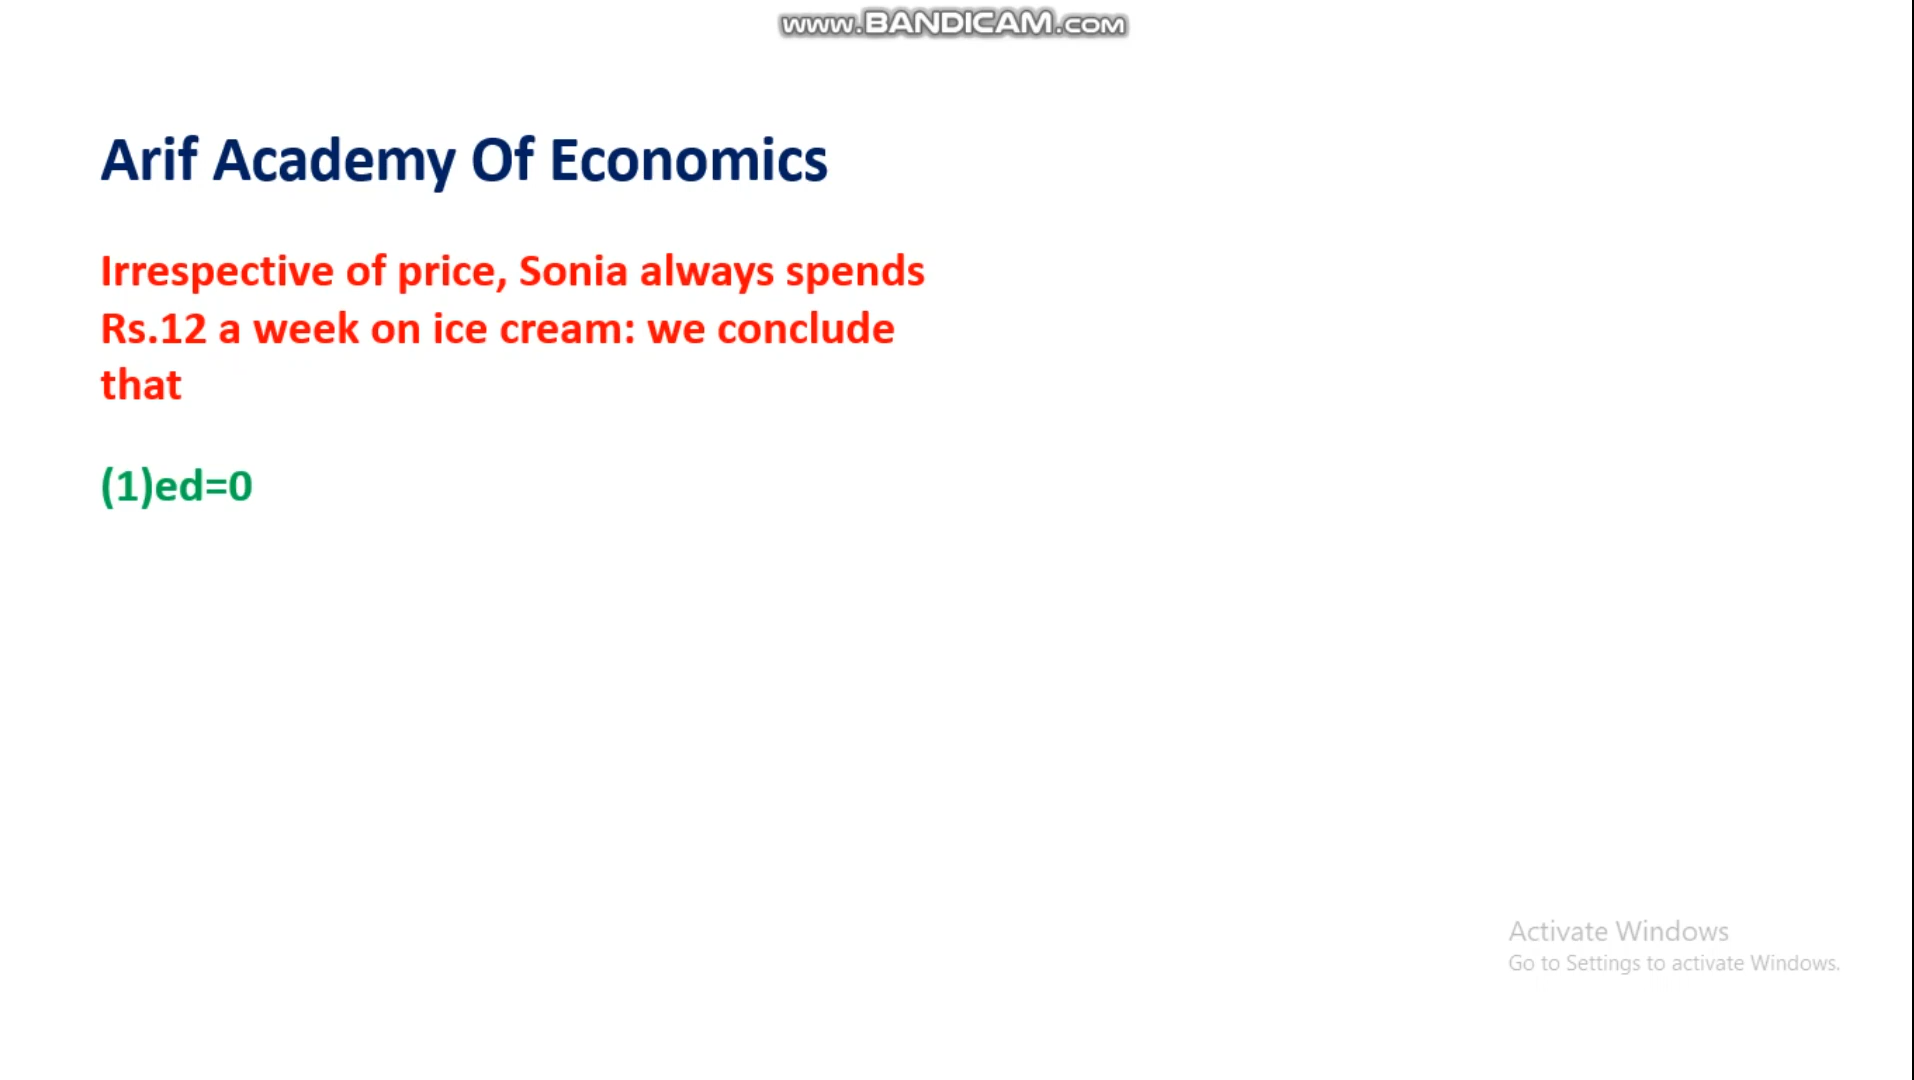 www.BANDICAM.com
Arif Academy Of Economics
Irrespective of price, Sonia always spends
Rs.12 a week on ice cream: we conclude
that
(1)ed=0
Activate Windows
Go to Settings to activate Windows.